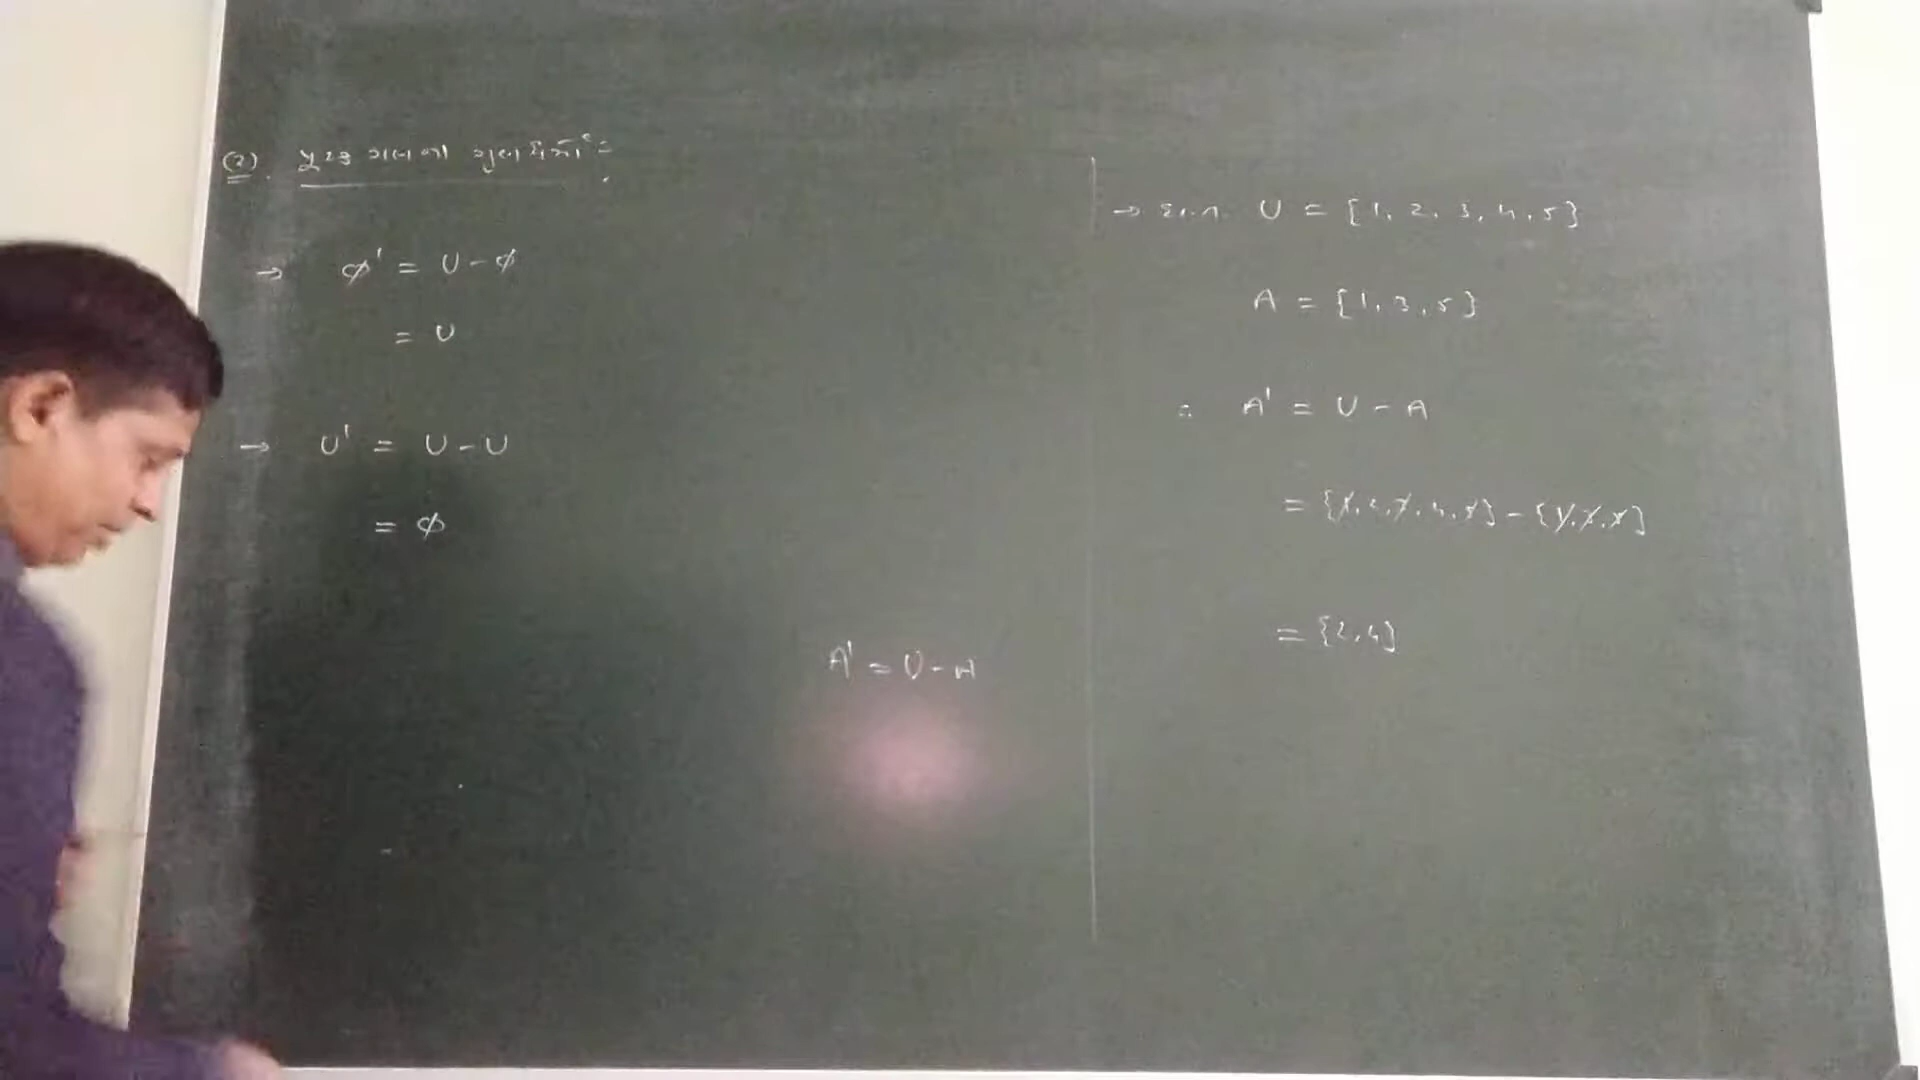 (2). પુરક ગણના ગુણધર્મો :
→ ϕ' = U - ϕ
= U
→ U' = U - U
= ϕ
A' = U - A
→ દા.ત. U = {1, 2, 3, 4, 5}
A = {1, 3, 5}
∴ A' = U - A
= {1, 2, 3, 4, 5} - {1, 3, 5}
= {2, 4}